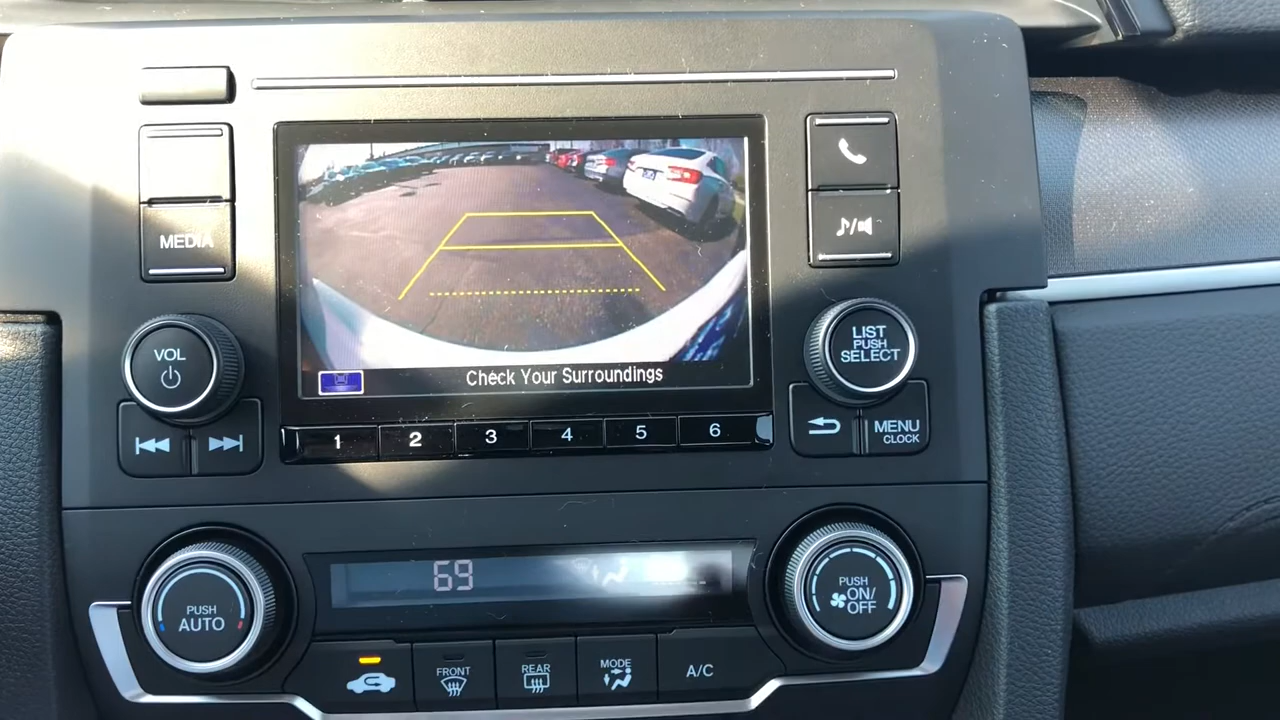 MEDIA
VOL
LIST
PUSH
SELECT
MENU
CLOCK
Check Your Surroundings
1 2 3 4 5 6
69
PUSH
AUTO
PUSH
ON/
OFF
FRONT
REAR
MODE
A/C